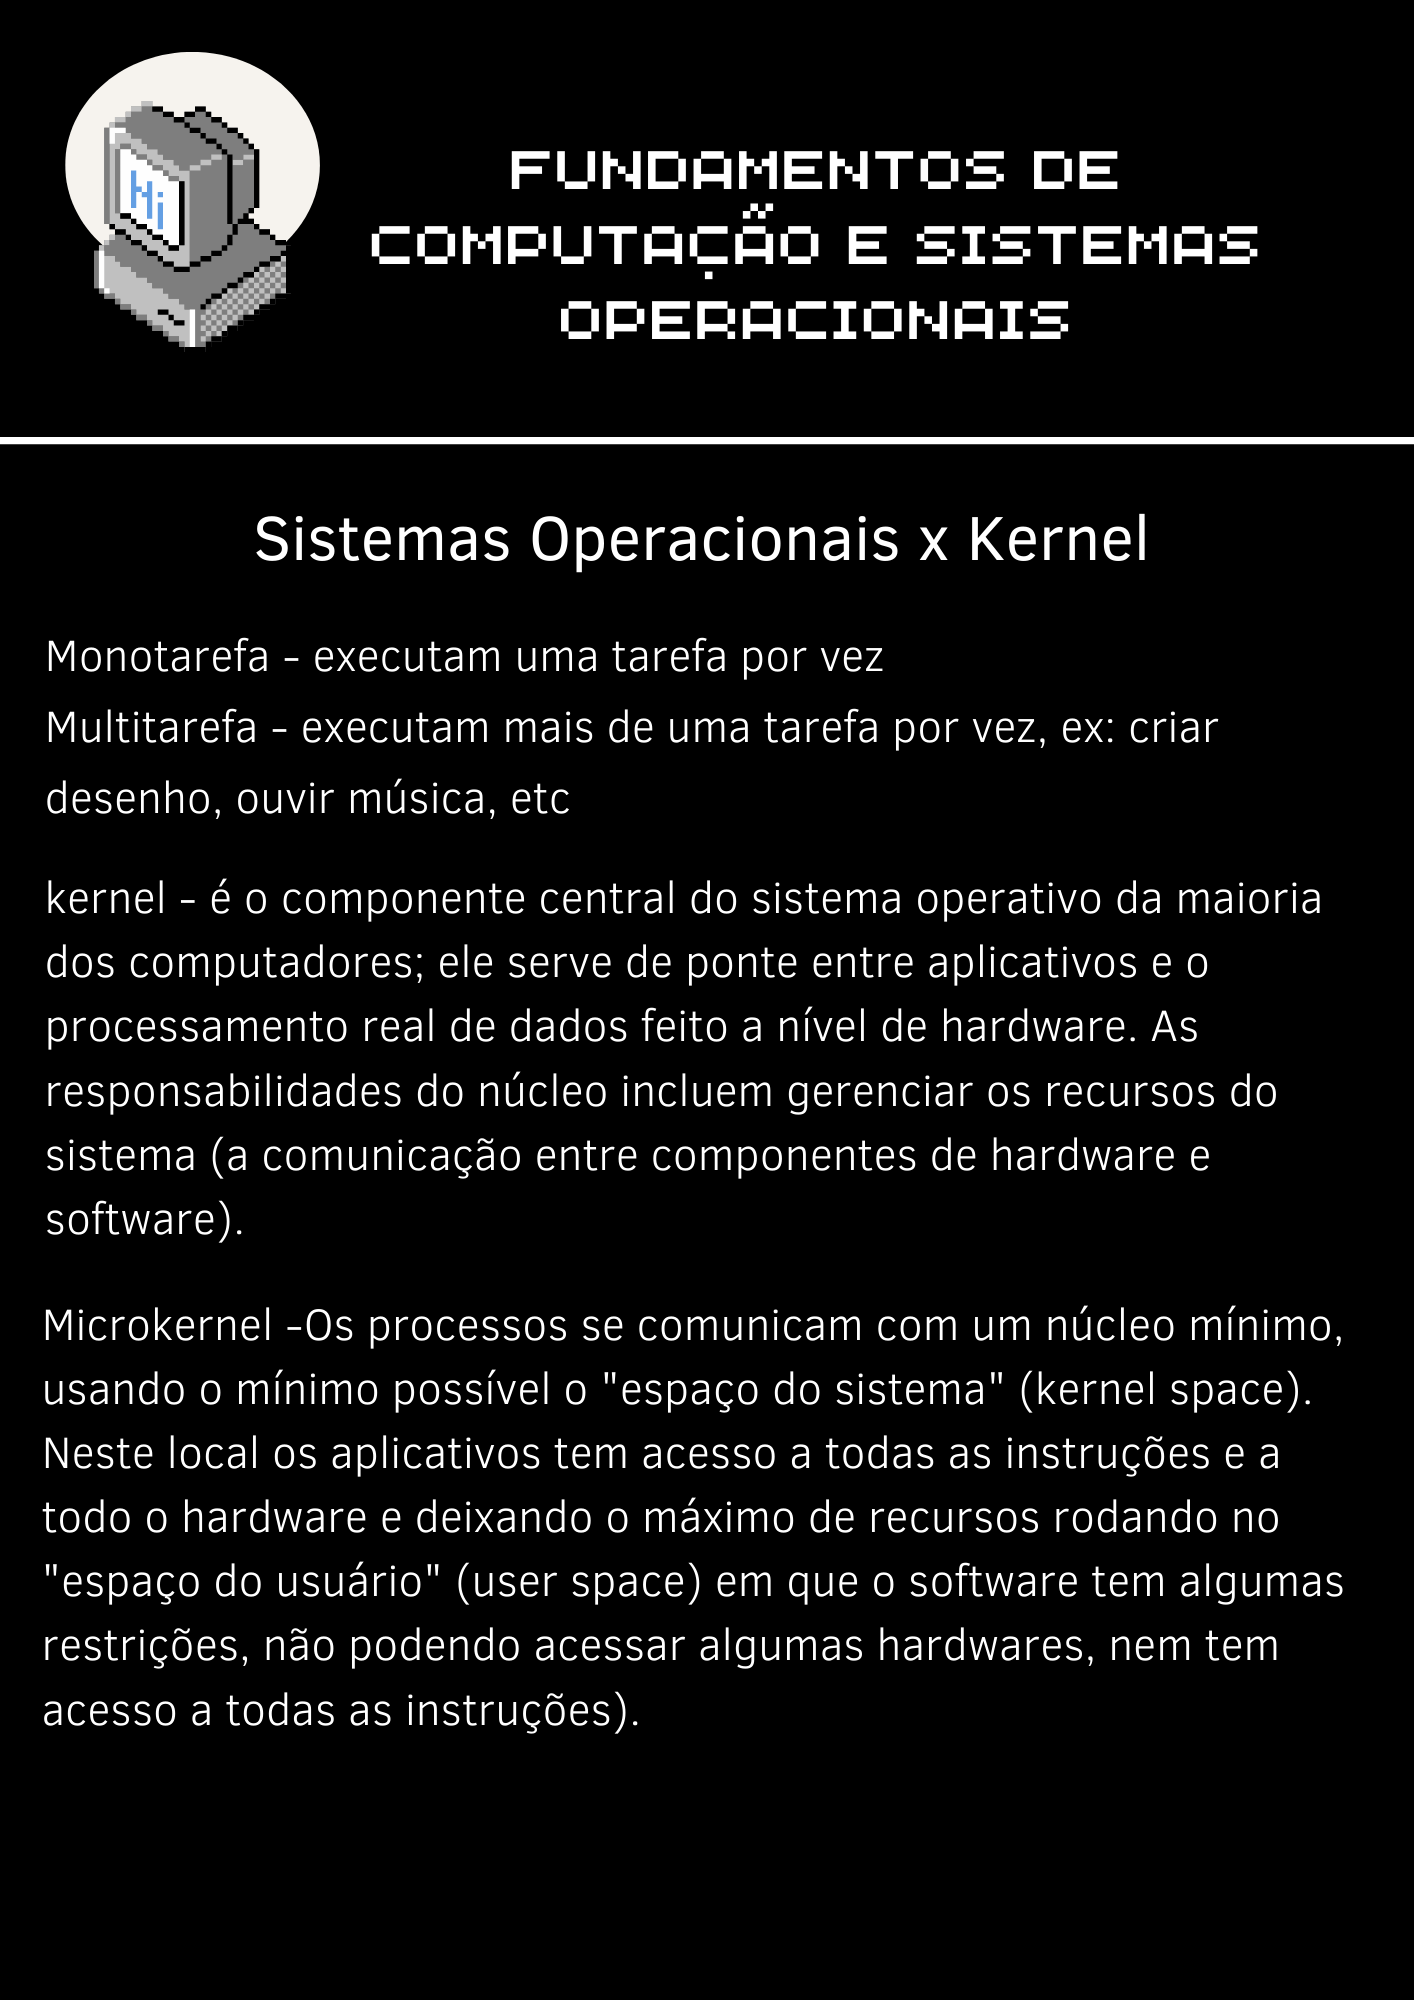 Hi
FUNDAMENTOS DE
COMPUTAÇÃO E SISTEMAS
OPERACIONAIS
Sistemas Operacionais x Kernel
Monotarefa - executam uma tarefa por vez
Multitarefa - executam mais de uma tarefa por vez, ex: criar
desenho, ouvir música, etc
kernel - é o componente central do sistema operativo da maioria
dos computadores; ele serve de ponte entre aplicativos e o
processamento real de dados feito a nível de hardware. As
responsabilidades do núcleo incluem gerenciar os recursos do
sistema (a comunicação entre componentes de hardware e
software).
Microkernel -Os processos se comunicam com um núcleo mínimo,
usando o mínimo possível o "espaço do sistema" (kernel space).
Neste local os aplicativos tem acesso a todas as instruções e a
todo o hardware e deixando o máximo de recursos rodando no
"espaço do usuário" (user space) em que o software tem algumas
restrições, não podendo acessar algumas hardwares, nem tem
acesso a todas as instruções).